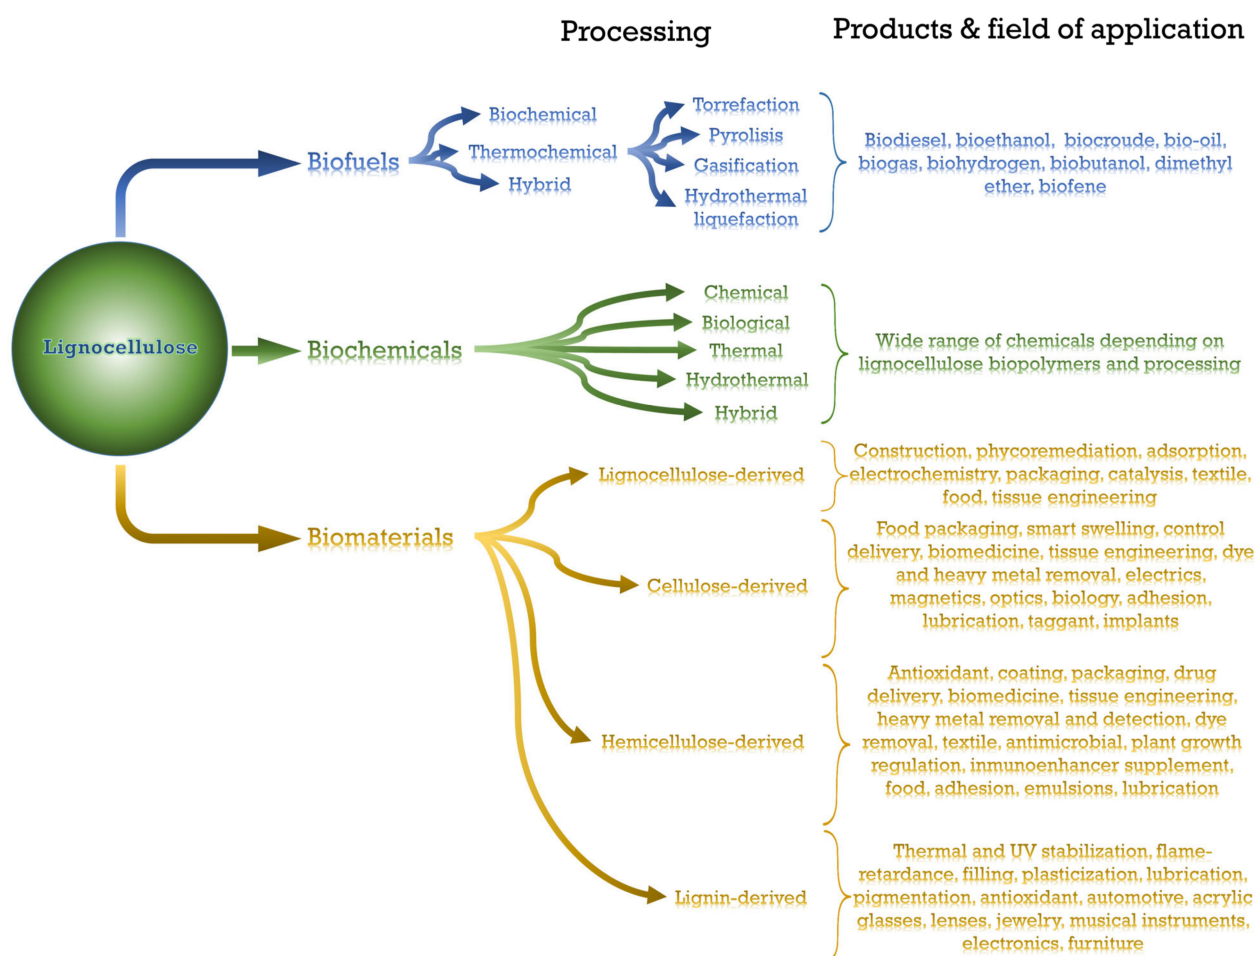 Processing
Products & field of application
Lignocellulose
Biofuels
Biochemical
Thermochemical
Hybrid
Torrefaction
Pyrolisis
Gasification
Hydrothermal
liquefaction
Biodiesel, bioethanol, biocroude, bio-oil,
biogas, biohydrogen, biobutanol, dimethyl
ether, biofene
Biochemicals
Chemical
Biological
Thermal
Hydrothermal
Hybrid
Wide range of chemicals depending on
lignocellulose biopolymers and processing
Biomaterials
Lignocellulose-derived
Construction, phycoremediation, adsorption,
electrochemistry, packaging, catalysis, textile,
food, tissue engineering
Cellulose-derived
Food packaging, smart swelling, control
delivery, biomedicine, tissue engineering, dye
and heavy metal removal, electrics,
magnetics, optics, biology, adhesion,
lubrication, taggant, implants
Hemicellulose-derived
Antioxidant, coating, packaging, drug
delivery, biomedicine, tissue engineering,
heavy metal removal and detection, dye
removal, textile, antimicrobial, plant growth
regulation, inmunoenhancer supplement,
food, adhesion, emulsions, lubrication
Lignin-derived
Thermal and UV stabilization, flame-
retardance, filling, plasticization, lubrication,
pigmentation, antioxidant, automotive, acrylic
glasses, lenses, jewelry, musical instruments,
electronics, furniture